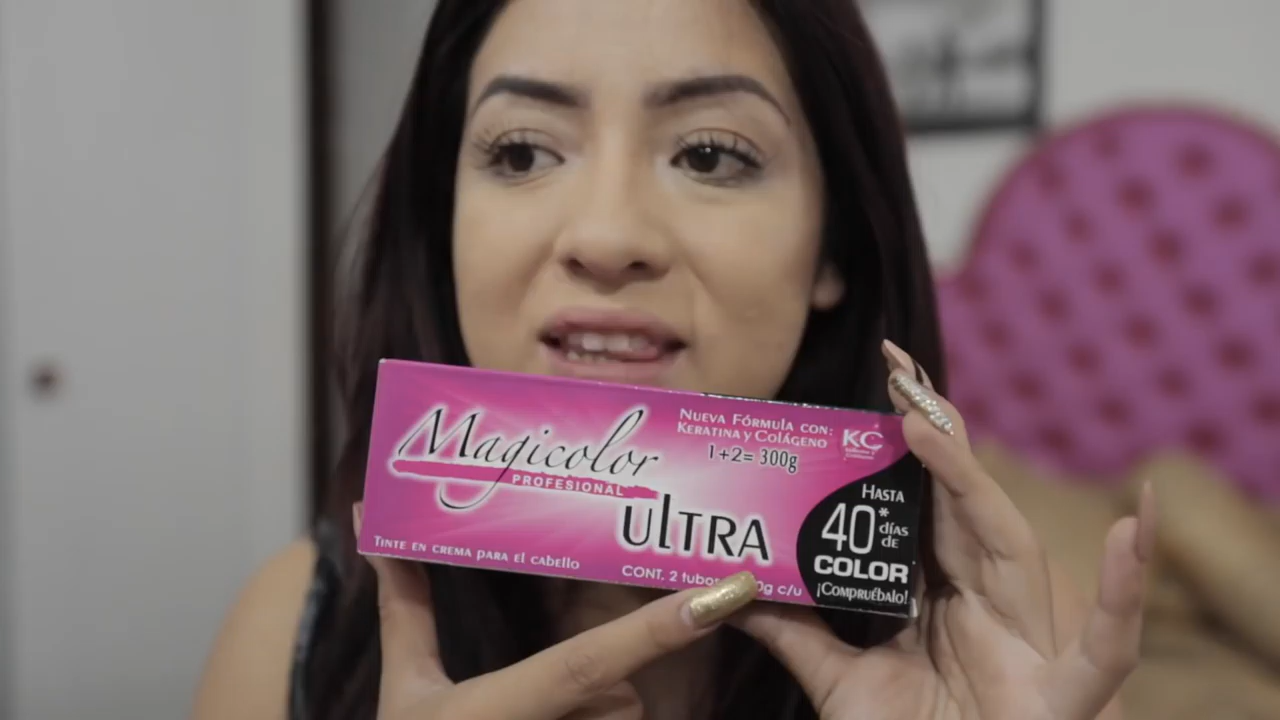 Magicolor
PROFESIONAL
ULTRA
NUEVA FÓRMULA CON:
KERATINA Y COLÁGENO
1+2= 300g
KC
HASTA
40* días
de
COLOR
¡COMPRUÉBALO!
TINTE EN CREMA PARA EL CABELLO
CONT. 2 tubos g c/u